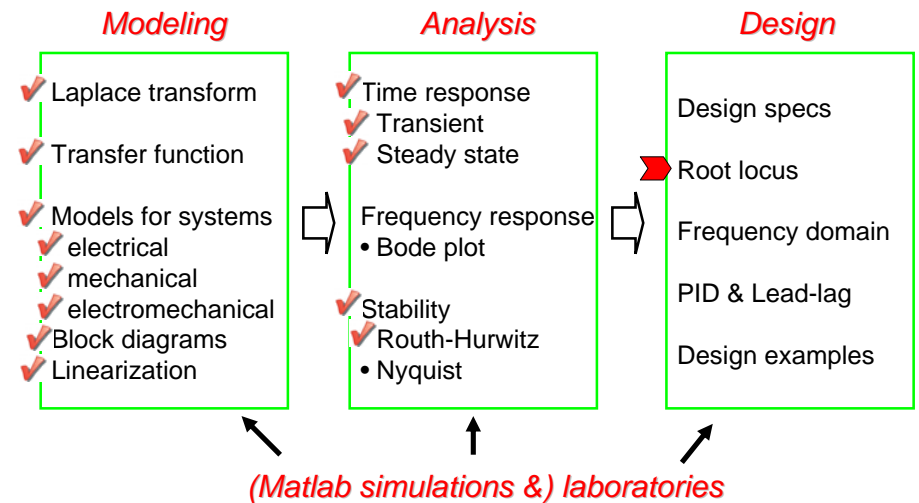 Modeling
Laplace transform
Transfer function
Models for systems
electrical
mechanical
electromechanical
Block diagrams
Linearization
Analysis
Time response
Transient
Steady state
Frequency response
• Bode plot
Stability
Routh-Hurwitz
• Nyquist
Design
Design specs
Root locus
Frequency domain
PID & Lead-lag
Design examples
(Matlab simulations &) laboratories